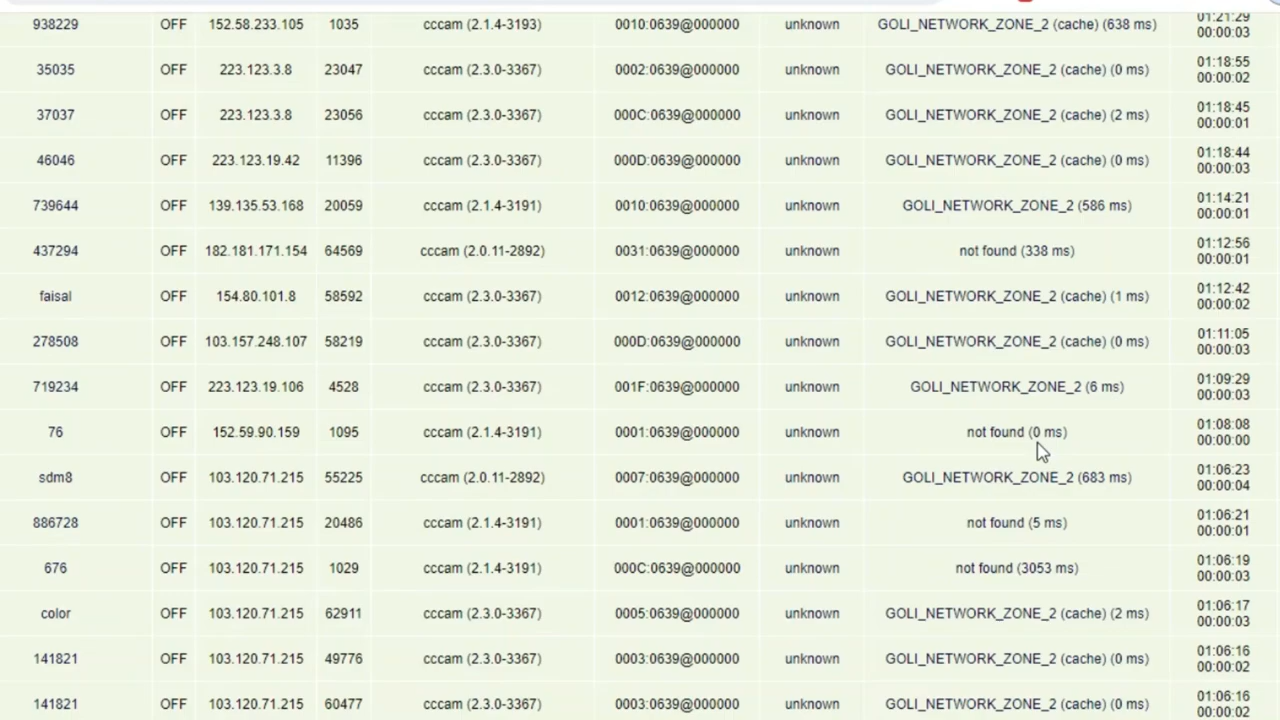 938229 OFF 152.58.233.105 1035 cccam (2.1.4-3193) 0010:0639@000000 unknown GOLI_NETWORK_ZONE_2 (cache) (638 ms) 01:21:29
00:00:03
35035 OFF 223.123.3.8 23047 cccam (2.3.0-3367) 0002:0639@000000 unknown GOLI_NETWORK_ZONE_2 (cache) (0 ms) 01:18:55
00:00:02
37037 OFF 223.123.3.8 23056 cccam (2.3.0-3367) 000C:0639@000000 unknown GOLI_NETWORK_ZONE_2 (cache) (2 ms) 01:18:45
00:00:01
46046 OFF 223.123.19.42 11396 cccam (2.3.0-3367) 000D:0639@000000 unknown GOLI_NETWORK_ZONE_2 (cache) (0 ms) 01:18:44
00:00:03
739644 OFF 139.135.53.168 20059 cccam (2.1.4-3191) 0010:0639@000000 unknown GOLI_NETWORK_ZONE_2 (586 ms) 01:14:21
00:00:01
437294 OFF 182.181.171.154 64569 cccam (2.0.11-2892) 0031:0639@000000 unknown not found (338 ms) 01:12:56
00:00:01
faisal OFF 154.80.101.8 58592 cccam (2.3.0-3367) 0012:0639@000000 unknown GOLI_NETWORK_ZONE_2 (cache) (1 ms) 01:12:42
00:00:02
278508 OFF 103.157.248.107 58219 cccam (2.3.0-3367) 000D:0639@000000 unknown GOLI_NETWORK_ZONE_2 (cache) (0 ms) 01:11:05
00:00:03
719234 OFF 223.123.19.106 4528 cccam (2.3.0-3367) 001F:0639@000000 unknown GOLI_NETWORK_ZONE_2 (6 ms) 01:09:29
00:00:03
76 OFF 152.59.90.159 1095 cccam (2.1.4-3191) 0001:0639@000000 unknown not found (0 ms) 01:08:08
00:00:00
sdm8 OFF 103.120.71.215 55225 cccam (2.0.11-2892) 0007:0639@000000 unknown GOLI_NETWORK_ZONE_2 (683 ms) 01:06:23
00:00:04
886728 OFF 103.120.71.215 20486 cccam (2.1.4-3191) 0001:0639@000000 unknown not found (5 ms) 01:06:21
00:00:01
676 OFF 103.120.71.215 1029 cccam (2.1.4-3191) 000C:0639@000000 unknown not found (3053 ms) 01:06:19
00:00:03
color OFF 103.120.71.215 62911 cccam (2.3.0-3367) 0005:0639@000000 unknown GOLI_NETWORK_ZONE_2 (cache) (2 ms) 01:06:17
00:00:03
141821 OFF 103.120.71.215 49776 cccam (2.3.0-3367) 0003:0639@000000 unknown GOLI_NETWORK_ZONE_2 (cache) (0 ms) 01:06:16
00:00:02
141821 OFF 103.120.71.215 60477 cccam (2.3.0-3367) 0003:0639@000000 unknown GOLI_NETWORK_ZONE_2 (cache) (0 ms) 01:06:16
00:00:02